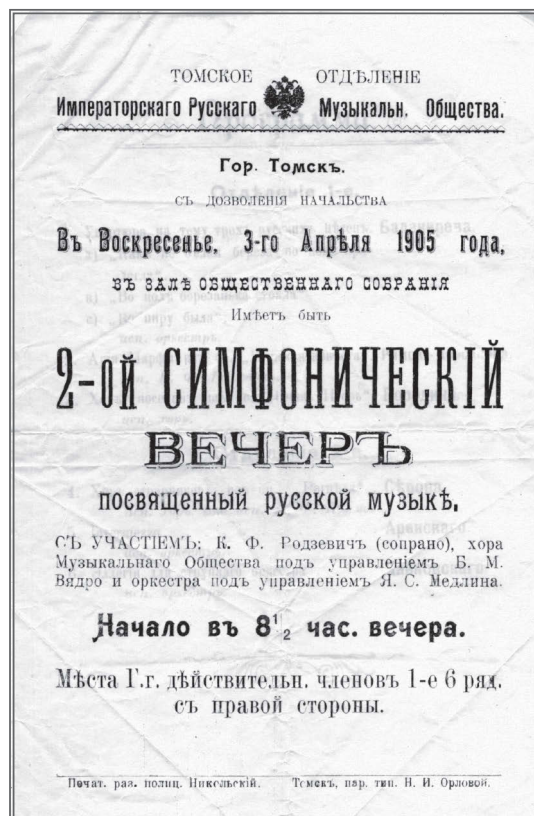 ТОМСКОЕ ОТДѢЛЕНІЕ
Императорскаго Русскаго Музыкальн. Общества.
Гор. Томскъ.
СЪ ДОЗВОЛЕНІЯ НАЧАЛЬСТВА
Въ Воскресенье, 3-го Апрѣля 1905 года,
ВЪ ЗАЛѢ ОБЩЕСТВЕННАГО СОБРАНІЯ
Имѣетъ быть
2-ой СИМФОНИЧЕСКІЙ
ВЕЧЕРЪ
посвященный русской музыкѣ,
СЪ УЧАСТІЕМЪ; К. Ф. Родзевичъ (сопрано), хора
Музыкальнаго Общества подъ управленіемъ Б. М.
Вядро и оркестра подъ управленіемъ Я. С. Медлина.
Начало въ 8½ час. вечера.
Мѣста Г.г. дѣйствительн. членовъ 1-е 6 ряд.
съ правой стороны.
Печат. раз. полиц. Никольскій. Томскъ, пар. тип. Н. И. Орловой.